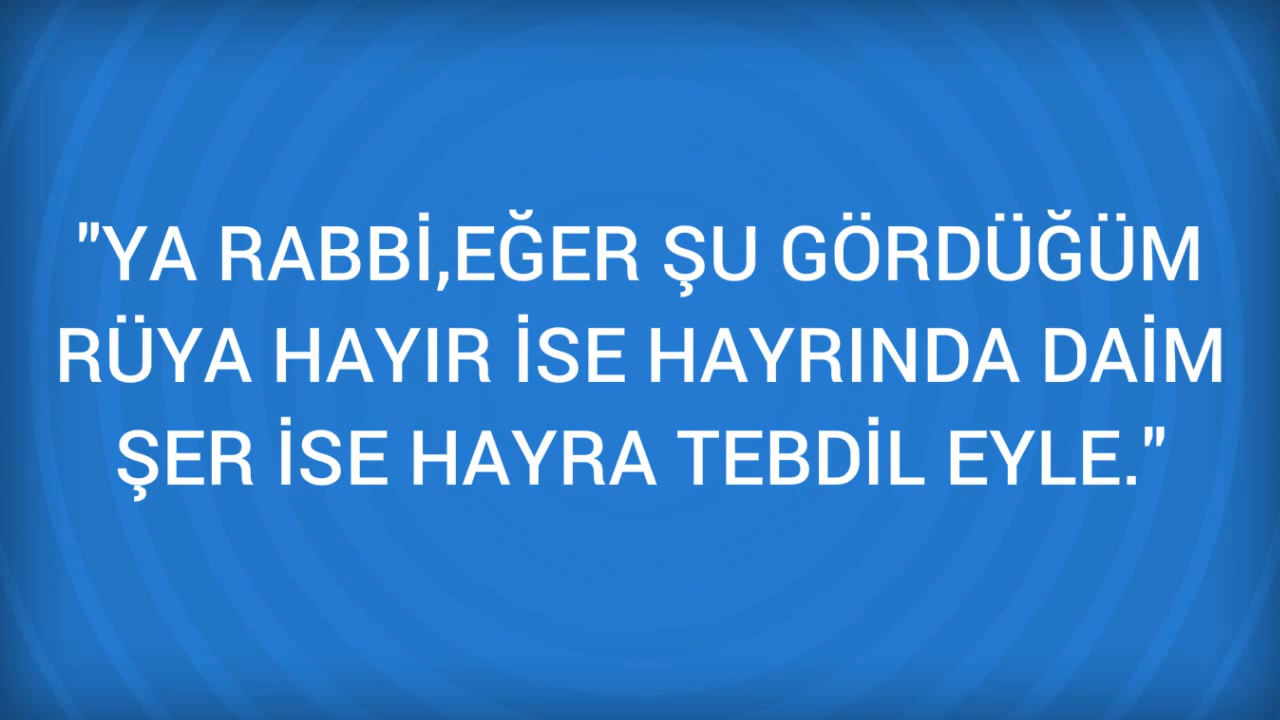 "YA RABBİ,EĞER ŞU GÖRDÜĞÜM
RÜYA HAYIR İSE HAYRINDA DAİM
ŞER İSE HAYRA TEBDİL EYLE."